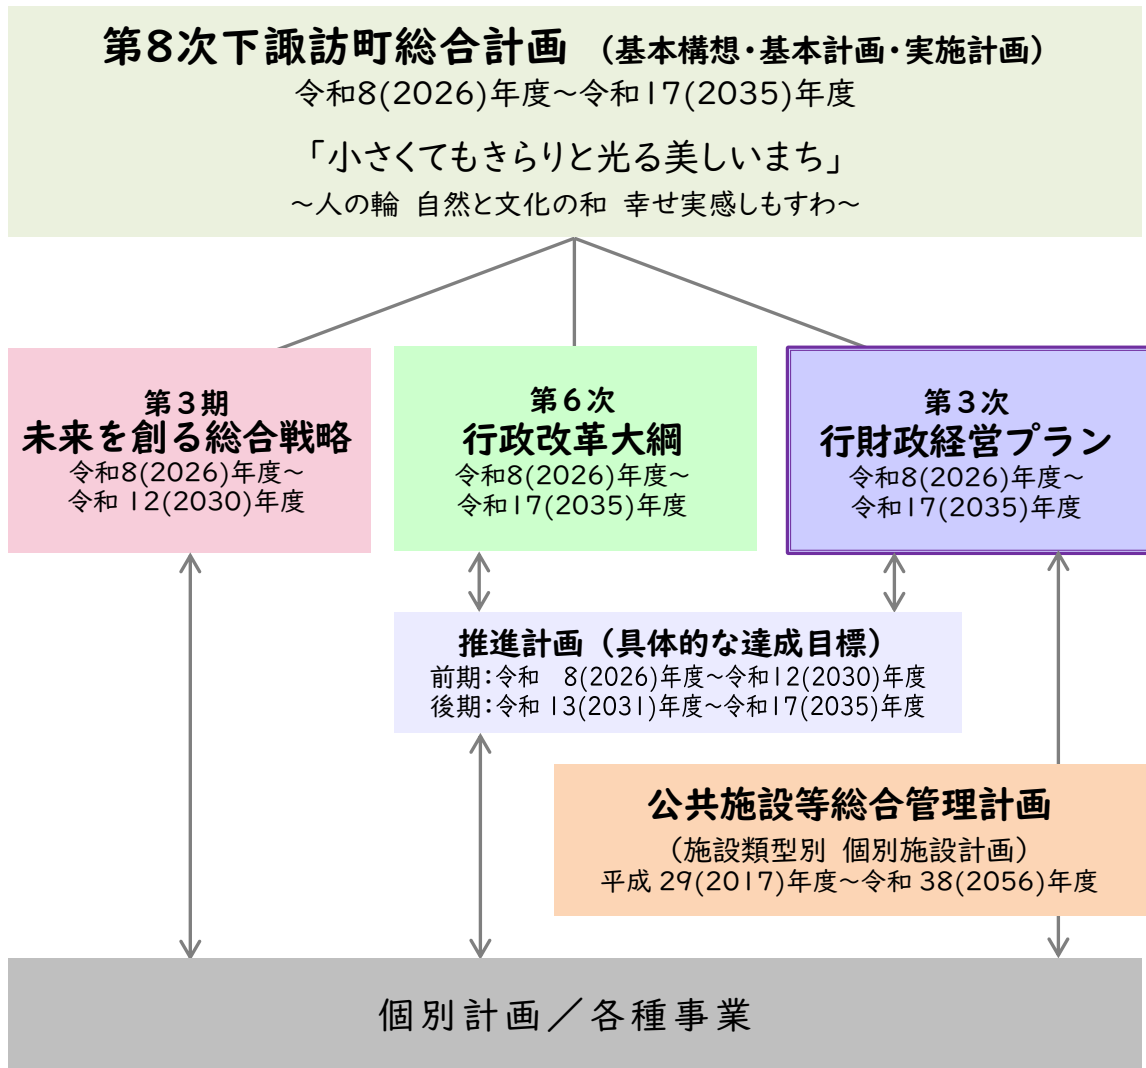 第8次下諏訪町総合計画 (基本構想・基本計画・実施計画)
令和8(2026)年度～令和17(2035)年度
「小さくてもきらりと光る美しいまち」
～人の輪 自然と文化の和 幸せ実感しもすわ～
第3期
未来を創る総合戦略
令和8(2026)年度～
令和 12(2030)年度
第6次
行政改革大綱
令和8(2026)年度～
令和17(2035)年度
第3次
行財政経営プラン
令和8(2026)年度～
令和17(2035)年度
推進計画(具体的な達成目標)
前期:令和 8(2026)年度～令和12(2030)年度
後期:令和 13(2031)年度～令和17(2035)年度
公共施設等総合管理計画
(施設類型別 個別施設計画)
平成 29(2017)年度～令和 38(2056)年度
個別計画/各種事業